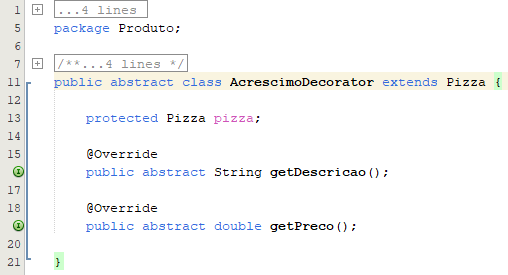 1 ...4 lines
5 package Produto;
6
7 /**...4 lines */
11 public abstract class AcrescimoDecorator extends Pizza {
12
13 protected Pizza pizza;
14
15 @Override
public abstract String getDescricao();
17
18 @Override
public abstract double getPreco();
20
21 }